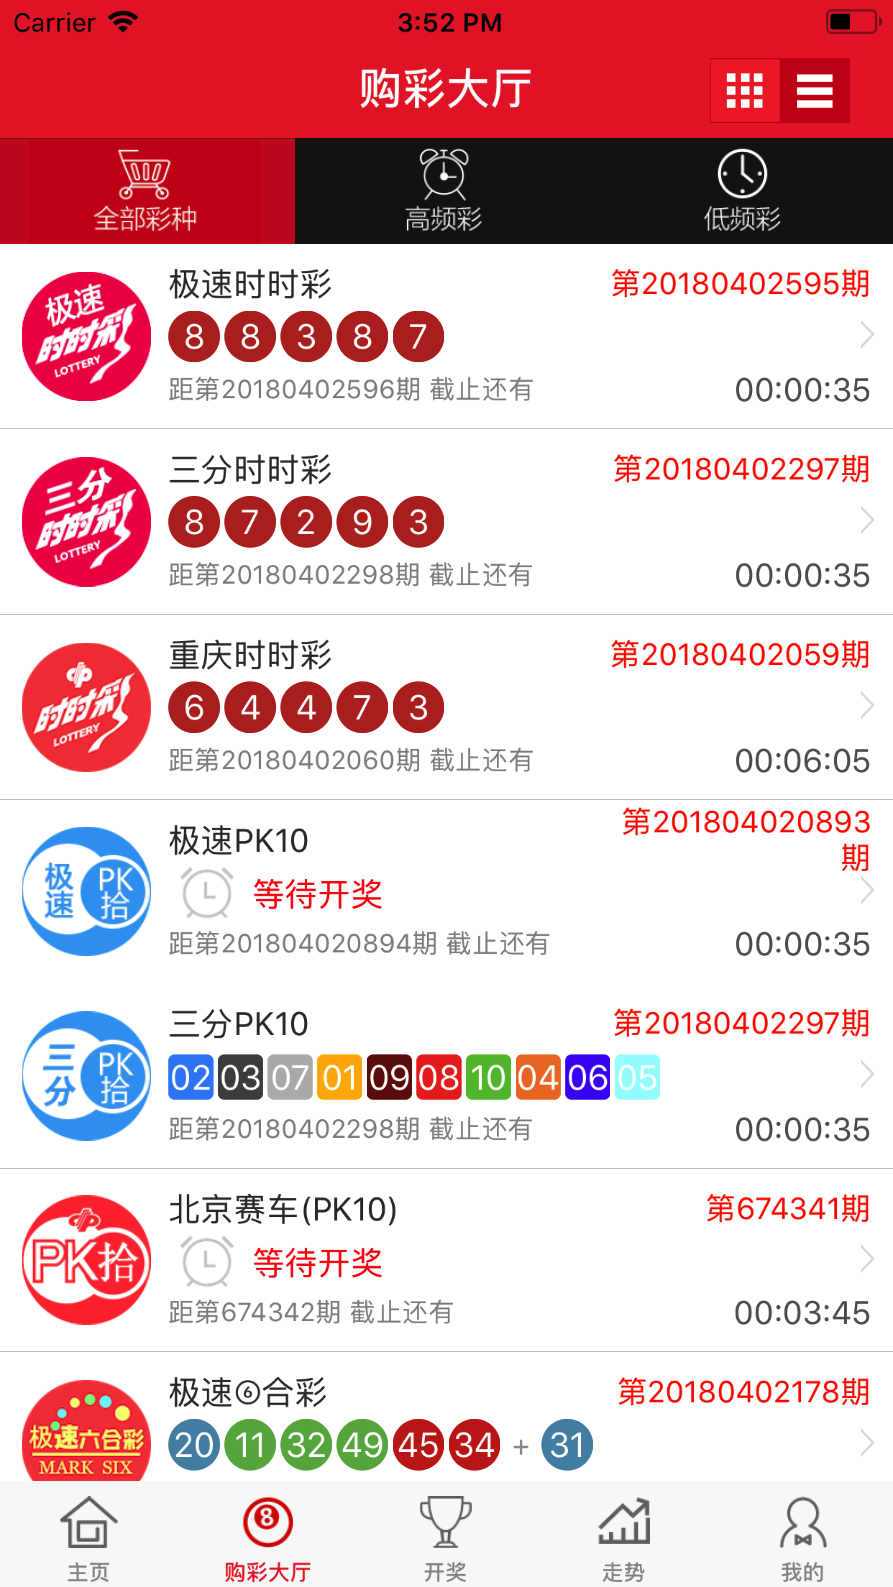 Carrier 3:52 PM
购彩大厅
全部彩种 高频彩 低频彩
极速时时彩 第20180402595期
极速
时时彩
LOTTERY
8 8 3 8 7
距第20180402596期 截止还有 00:00:35
三分时时彩 第20180402297期
三分
时时彩
LOTTERY
8 7 2 9 3
距第20180402298期 截止还有 00:00:35
重庆时时彩 第20180402059期
时时彩
LOTTERY
6 4 4 7 3
距第20180402060期 截止还有 00:06:05
极速PK10 第201804020893
期
极速 PK拾
等待开奖
距第201804020894期 截止还有 00:00:35
三分PK10 第20180402297期
三分 PK拾
02 03 07 01 09 08 10 04 06 05
距第20180402298期 截止还有 00:00:35
北京赛车(PK10) 第674341期
PK拾
等待开奖
距第674342期 截止还有 00:03:45
极速⑥合彩 第20180402178期
极速六合彩
MARK SIX
20 11 32 49 45 34 + 31
8
主页 购彩大厅 开奖 走势 我的